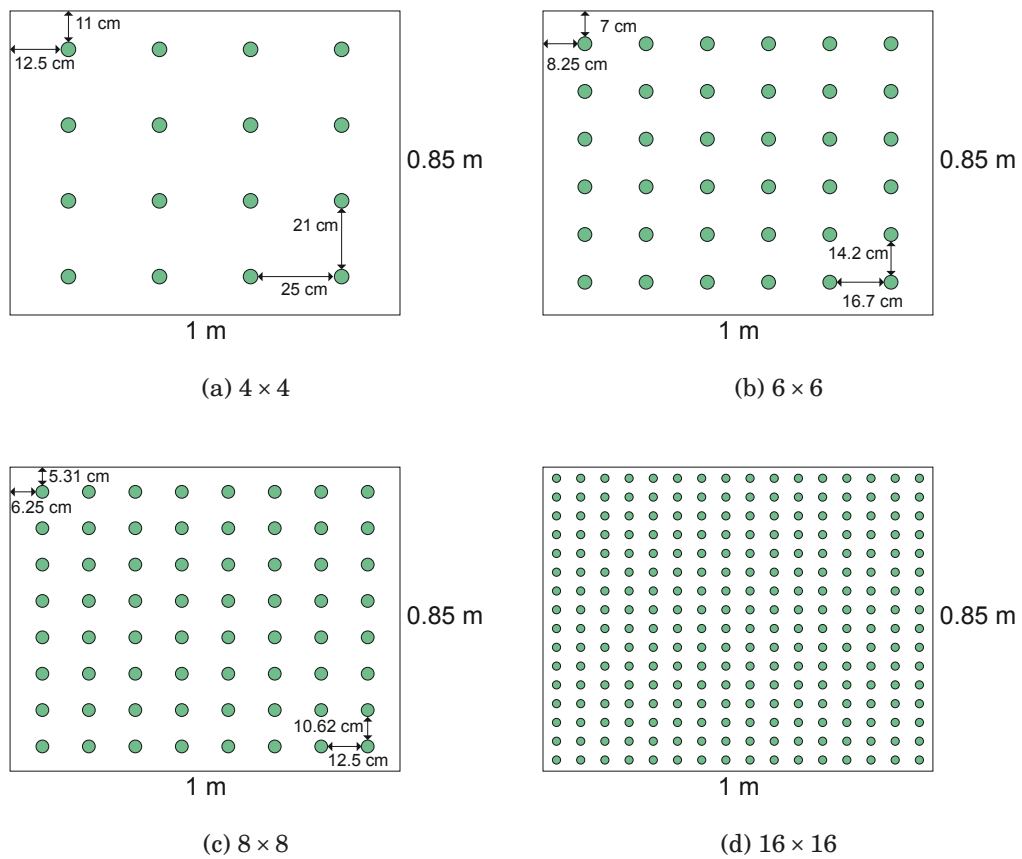 11 cm
12.5 cm
0.85 m
21 cm
25 cm
1 m
(a) 4 × 4
7 cm
8.25 cm
0.85 m
14.2 cm
16.7 cm
1 m
(b) 6 × 6
5.31 cm
6.25 cm
0.85 m
10.62 cm
12.5 cm
1 m
(c) 8 × 8
0.85 m
1 m
(d) 16 × 16